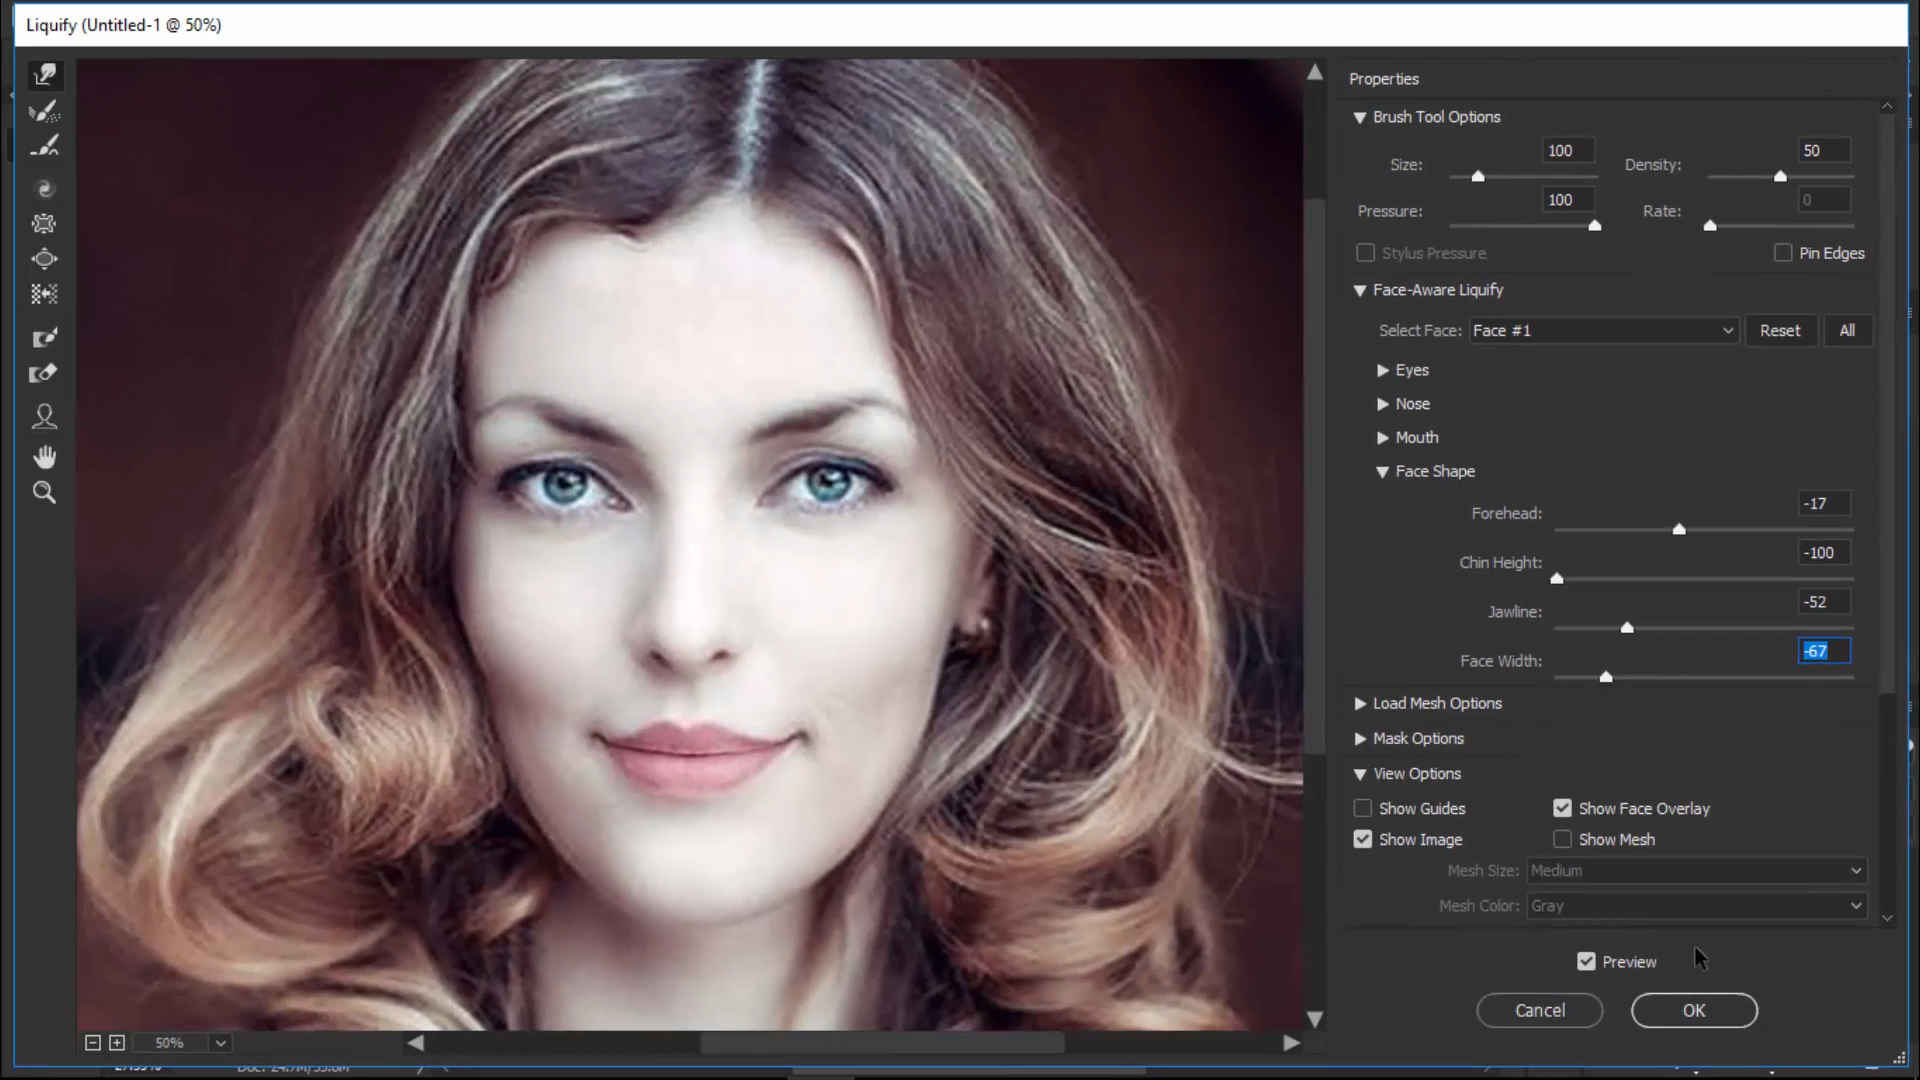 Liquify (Untitled-1 @ 50%)
Properties
Brush Tool Options
Size: 100 Density: 50
Pressure: 100 Rate: 0
Stylus Pressure Pin Edges
Face-Aware Liquify
Select Face: Face #1 Reset All
Eyes
Nose
Mouth
Face Shape
Forehead: -17
Chin Height: -100
Jawline: -52
Face Width: -67
Load Mesh Options
Mask Options
View Options
Show Guides Show Face Overlay
Show Image Show Mesh
Mesh Size: Medium
Mesh Color: Gray
Preview
Cancel OK
50%